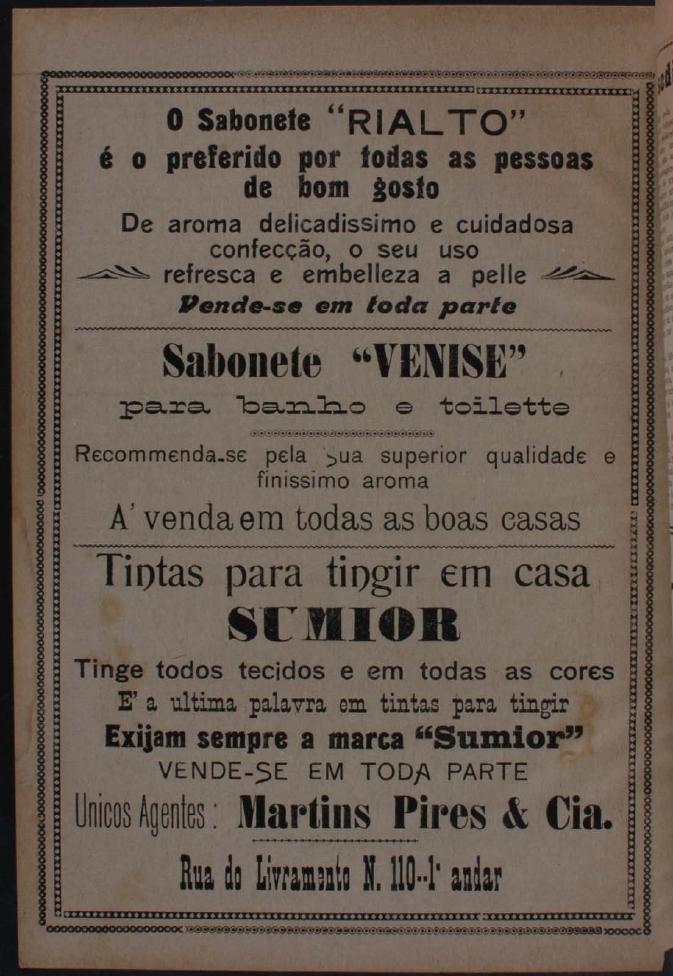 O Sabonete “RIALTO”
é o preferido por todas as pessoas
de bom gosto
De aroma delicadissimo e cuidadosa
confecção, o seu uso
refresca e embelleza a pelle
Vende-se em toda parte
Sabonete “VENISE”
para banho e toilette
Recommenda-se pela sua superior qualidade e
finissimo aroma
A’ venda em todas as boas casas
Tintas para tingir em casa
SUMIOR
Tinge todos tecidos e em todas as cores
E’ a ultima palavra em tintas para tingir
Exijam sempre a marca “Sumior”
VENDE-SE EM TODA PARTE
Unicos Agentes: Martins Pires & Cia.
Rua do Livramento N. 110--1º andar